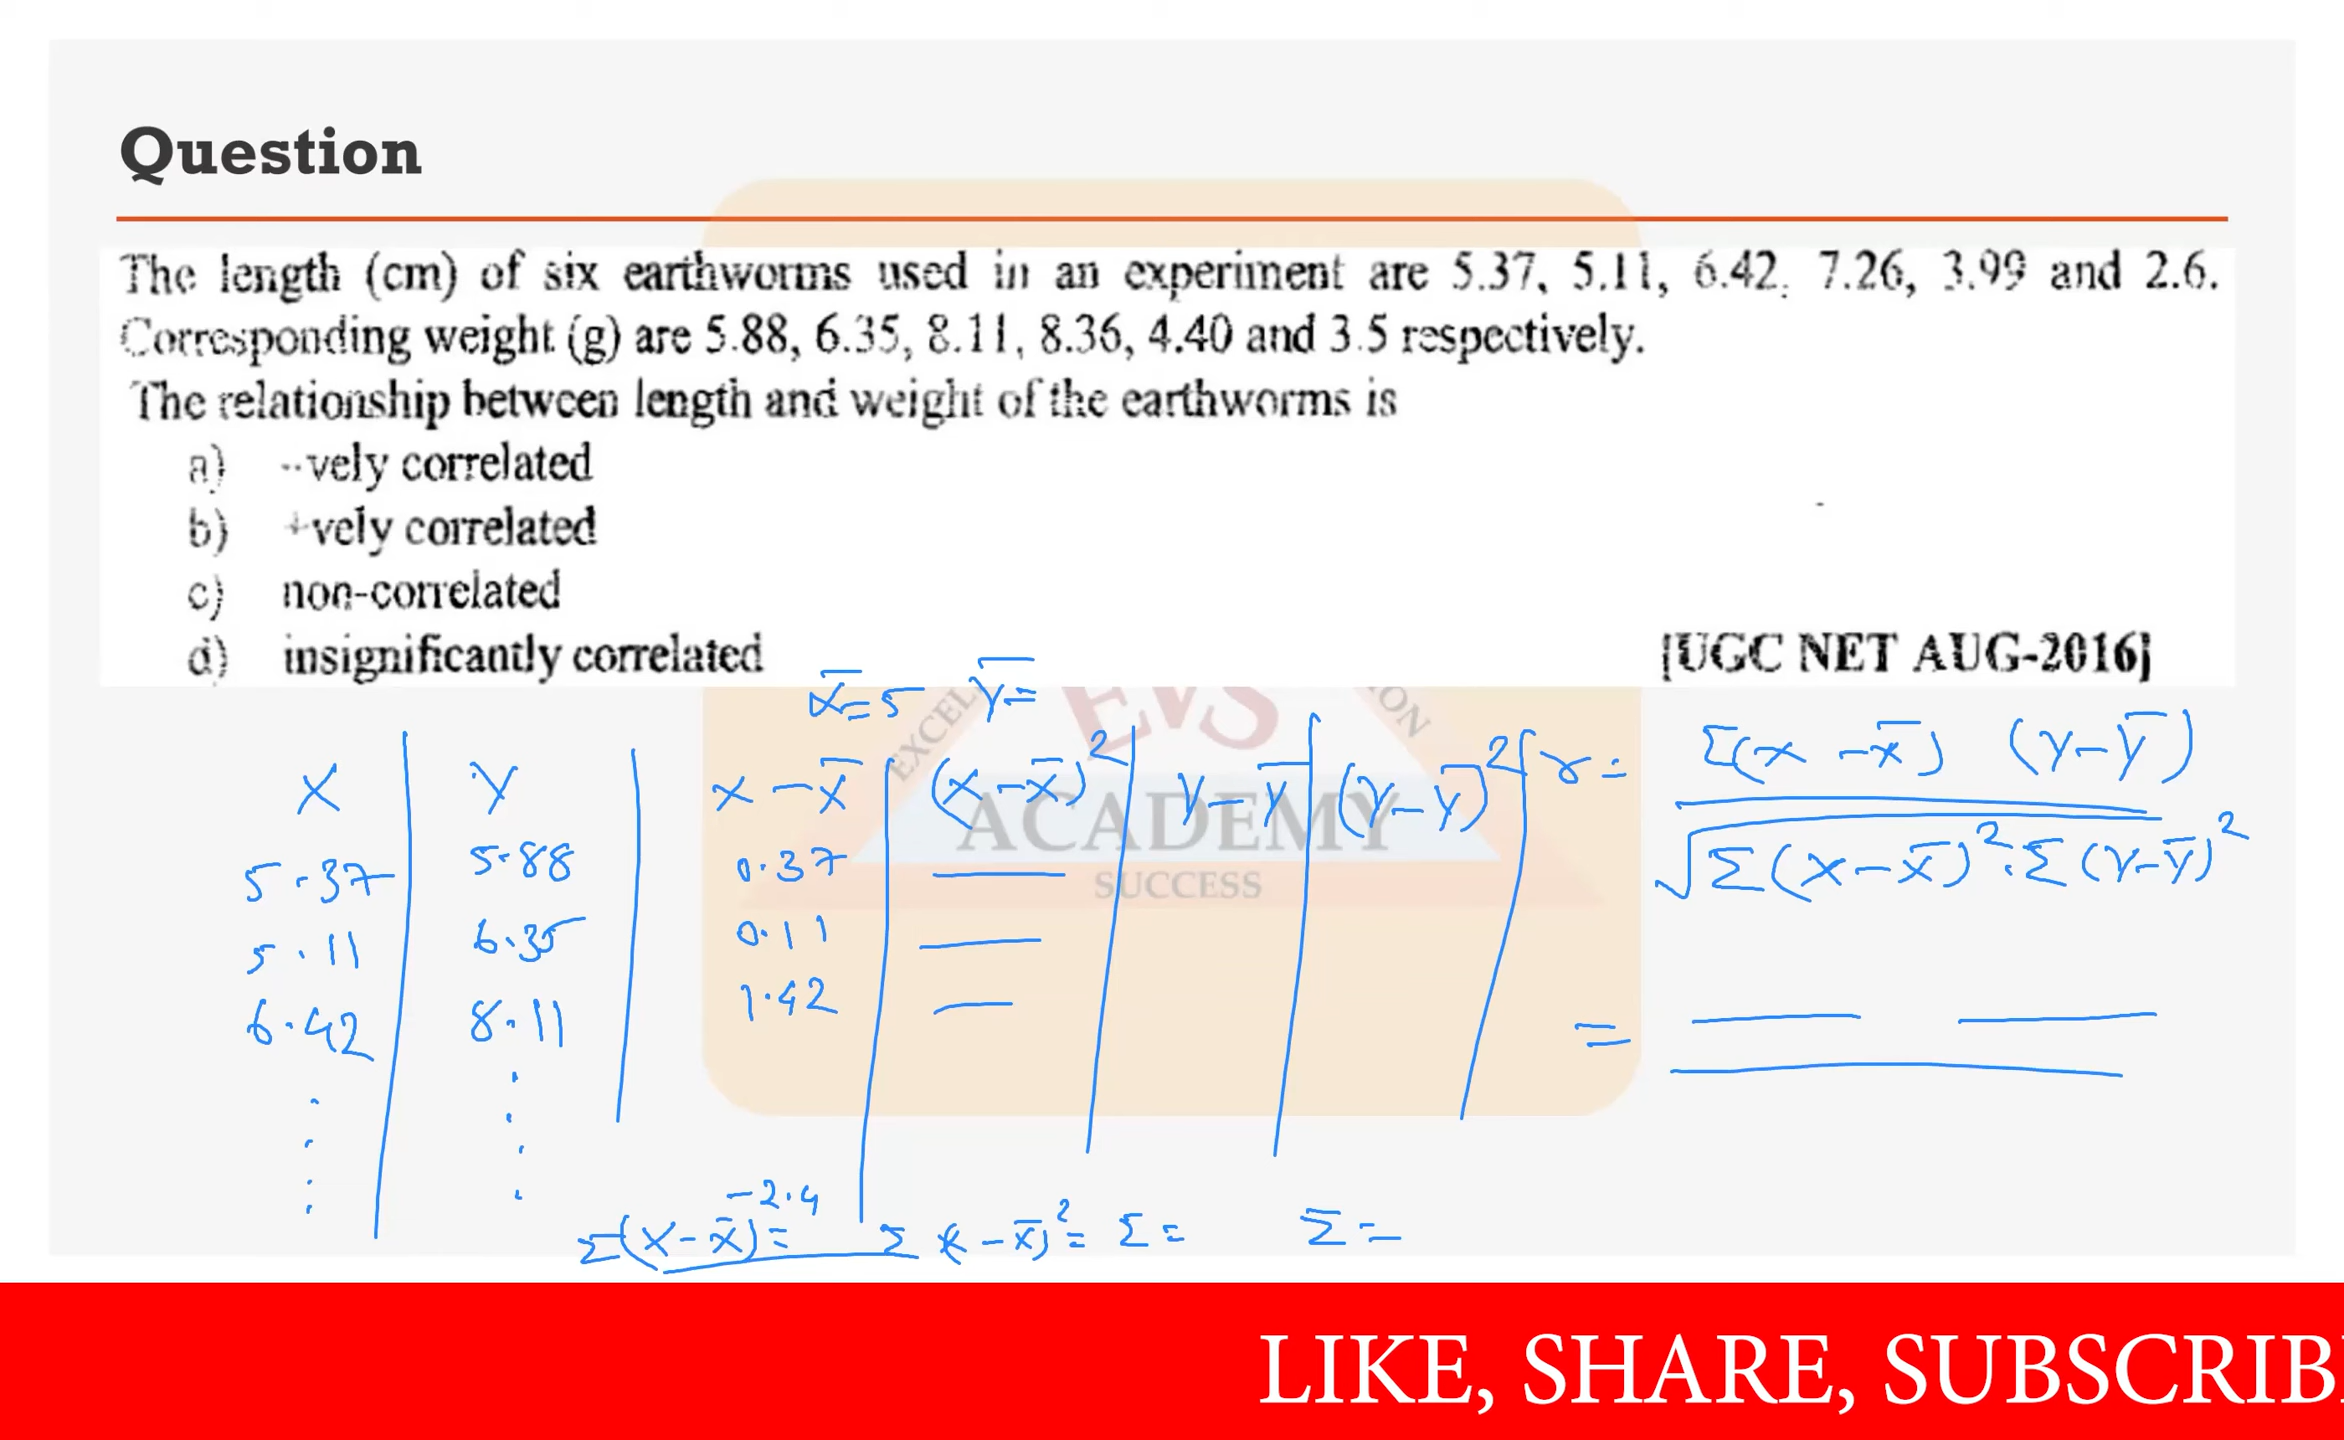 Question
The length (cm) of six earthworms used in an experiment are 5.37, 5.11, 6.42, 7.26, 3.99 and 2.6.
Corresponding weight (g) are 5.88, 6.35, 8.11, 8.36, 4.40 and 3.5 respectively.
The relationship between length and weight of the earthworms is
a) -vely correlated
b) +vely correlated
c) non-correlated
d) insignificantly correlated
[UGC NET AUG-2016]
x̄=5 ȳ=
EVS
ACADEMY
SUCCESS
X Y x-x̄ (x-x̄)² y-ȳ (y-ȳ)² r= Σ(x-x̄) (y-ȳ)
√Σ(x-x̄)².Σ(y-ȳ)²
5.37 5.88 0.37
5.11 6.35 0.11
6.42 8.11 1.42
=
-2.4
Σ(x-x̄)= Σ(x-x̄)²= Σ= Σ=
LIKE, SHARE, SUBSCRIB